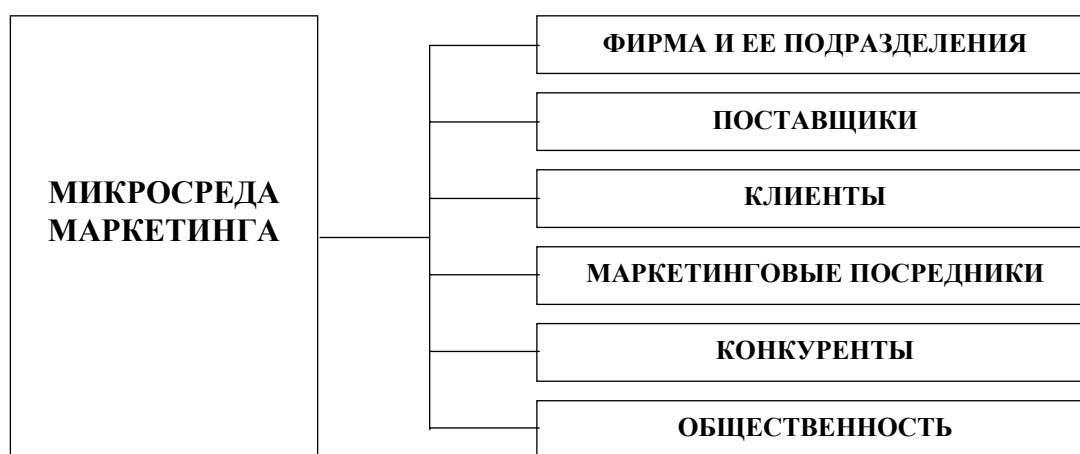 МИКРОСРЕДА
МАРКЕТИНГА
ФИРМА И ЕЕ ПОДРАЗДЕЛЕНИЯ
ПОСТАВЩИКИ
КЛИЕНТЫ
МАРКЕТИНГОВЫЕ ПОСРЕДНИКИ
КОНКУРЕНТЫ
ОБЩЕСТВЕННОСТЬ